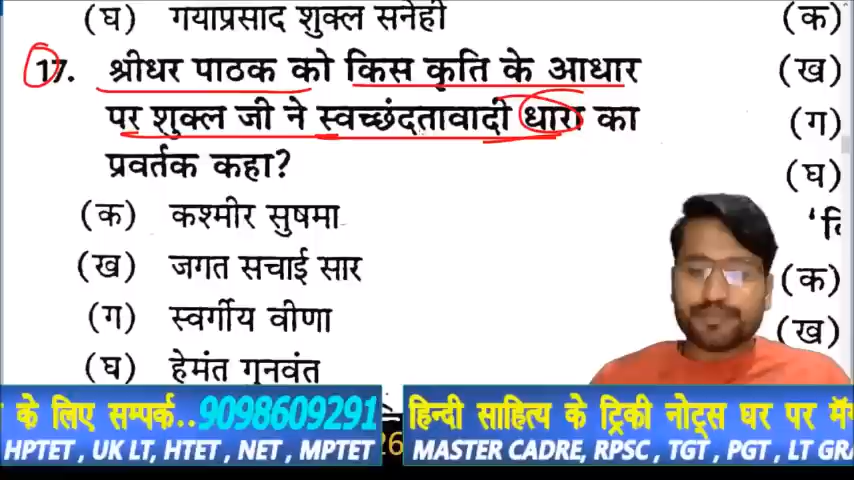 (घ) गयाप्रसाद शुक्ल सनेही
17. श्रीधर पाठक को किस कृति के आधार
पर शुक्ल जी ने स्वच्छंदतावादी धारा का
प्रवर्तक कहा?
(क) कश्मीर सुषमा
(ख) जगत सचाई सार
(ग) स्वर्गीय वीणा
(घ) हेमंत गुनवंत
(क)
(ख)
(ग)
(घ)
(क)
(ख)
के लिए सम्पर्क..9098609291
HPTET, UK LT, HTET , NET , MPTET
हिन्दी साहित्य के ट्रिकी नोट्स घर पर
MASTER CADRE, RPSC , TGT , PGT , LT